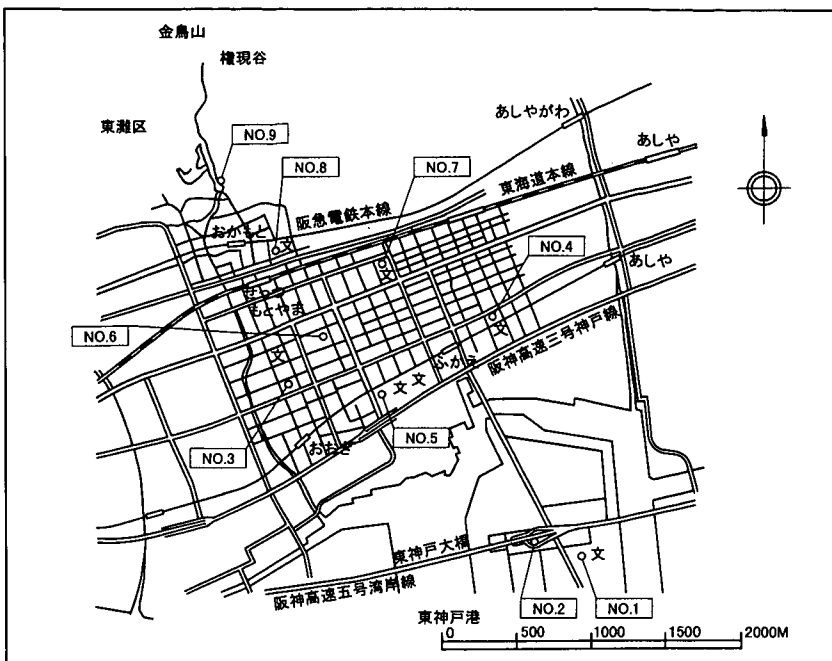 金鳥山
権現谷
東灘区
NO.9
あしやがわ
あしや
NO.8
NO.7
東海道本線
阪急電鉄本線
おかもと
文
NO.4
文
あしや
せっつ
もとやま
NO.6
文
文
ふかえ
阪神高速三号神戸線
文 文
NO.3
おおぎ
NO.5
東神戸大橋
文
阪神高速五号湾岸線
NO.2
NO.1
東神戸港
0 500 1000 1500 2000M